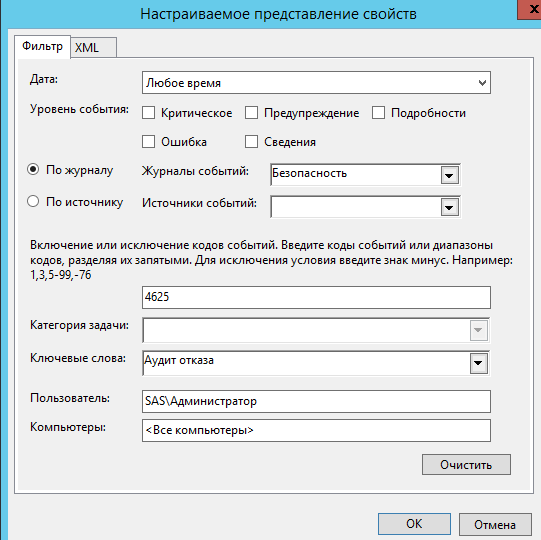 Настраиваемое представление свойств
x
Фильтр XML
Дата: Любое время
Уровень события: Критическое Предупреждение Подробности
Ошибка Сведения
По журналу Журналы событий: Безопасность
По источнику Источники событий:
Включение или исключение кодов событий. Введите коды событий или диапазоны
кодов, разделяя их запятыми. Для исключения условия введите знак минус. Например:
1,3,5-99,-76
4625
Категория задачи:
Ключевые слова: Аудит отказа
Пользователь: SAS\Администратор
Компьютеры: <Все компьютеры>
Очистить
ОК Отмена